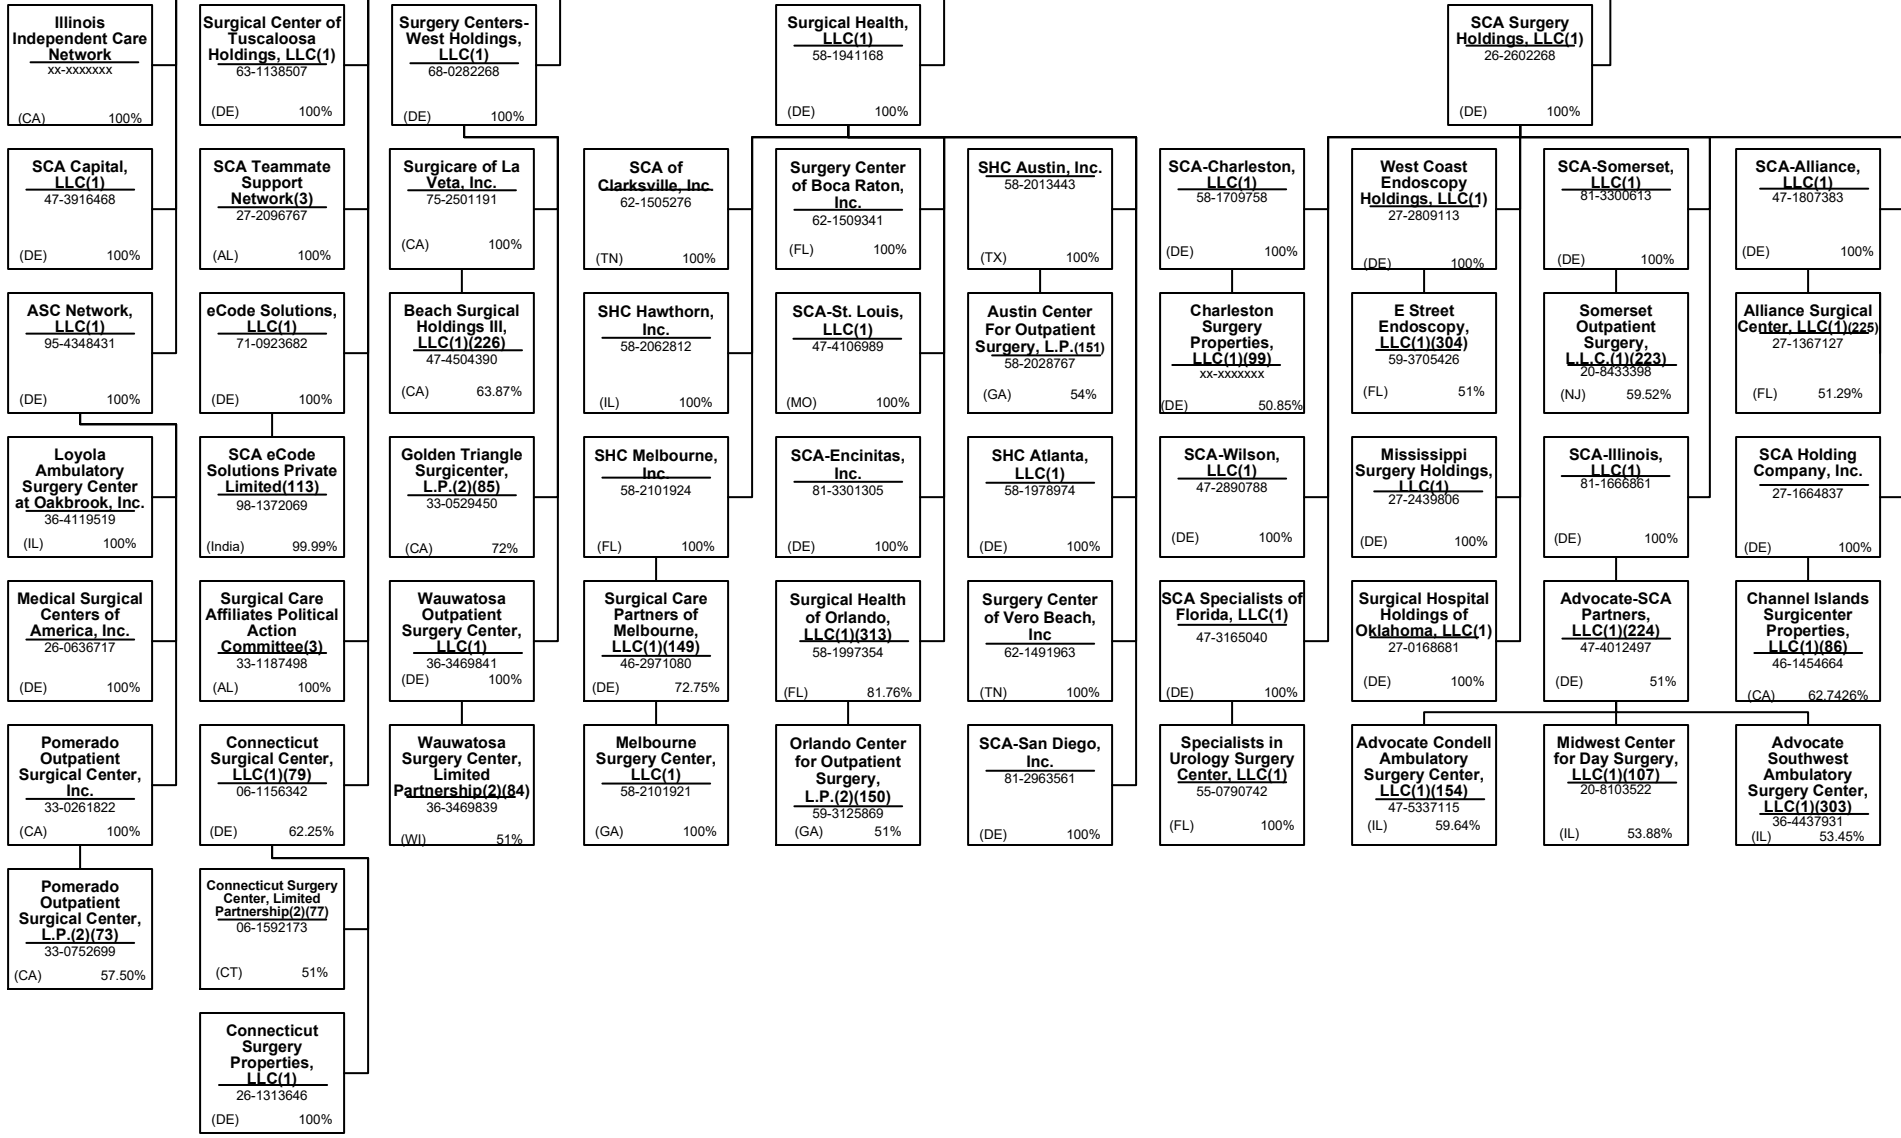 Illinois
Independent Care
Network
xx-xxxxxxx
(CA) 100%
Surgical Center of
Tuscaloosa
Holdings, LLC(1)
63-1138507
(DE) 100%
Surgery Centers-
West Holdings,
LLC(1)
68-0282268
(DE) 100%
Surgical Health,
LLC(1)
58-1941168
(DE) 100%
SCA Surgery
Holdings, LLC(1)
26-2602268
(DE) 100%
SCA Capital,
LLC(1)
47-3916468
(DE) 100%
SCA Teammate
Support
Network(3)
27-2096767
(AL) 100%
Surgicare of La
Veta, Inc.
75-2501191
(CA) 100%
SCA of
Clarksville, Inc
62-1505276
(TN) 100%
Surgery Center
of Boca Raton,
Inc.
62-1509341
(FL) 100%
SHC Austin, Inc.
58-2013443
(TX) 100%
SCA-Charleston,
LLC(1)
58-1709758
(DE) 100%
West Coast
Endoscopy
Holdings, LLC(1)
27-2809113
(DE) 100%
SCA-Somerset,
LLC(1)
81-3300613
(DE) 100%
SCA-Alliance,
LLC(1)
47-1807383
(DE) 100%
ASC Network,
LLC(1)
95-4348431
(DE) 100%
eCode Solutions,
LLC(1)
71-0923682
(DE) 100%
Beach Surgical
Holdings III,
LLC(1)(226)
47-4504390
(CA) 63.87%
SHC Hawthorn,
Inc.
58-2062812
(IL) 100%
SCA-St. Louis,
LLC(1)
47-4106989
(MO) 100%
Austin Center
For Outpatient
Surgery, L.P.(151)
58-2028767
(GA) 54%
Charleston
Surgery
Properties,
LLC(1)(99)
xx-xxxxxxx
(DE) 50.85%
E Street
Endoscopy,
LLC(1)(304)
59-3705426
(FL) 51%
Somerset
Outpatient
Surgery,
L.L.C.(1)(223)
20-8433398
(NJ) 59.52%
Alliance Surgical
Center, LLC(1)(225)
27-1367127
(FL) 51.29%
Loyola
Ambulatory
Surgery Center
at Oakbrook, Inc.
36-4119519
(IL) 100%
SCA eCode
Solutions Private
Limited(113)
98-1372069
(India) 99.99%
Golden Triangle
Surgicenter,
L.P.(2)(85)
33-0529450
(CA) 72%
SHC Melbourne,
Inc.
58-2101924
(FL) 100%
SCA-Encinitas,
Inc.
81-3301305
(DE) 100%
SHC Atlanta,
LLC(1)
58-1978974
(DE) 100%
SCA-Wilson,
LLC(1)
47-2890788
(DE) 100%
Mississippi
Surgery Holdings,
LLC(1)
27-2439806
(DE) 100%
SCA-Illinois,
LLC(1)
81-1666861
(DE) 100%
SCA Holding
Company, Inc.
27-1664837
(DE) 100%
Medical Surgical
Centers of
America, Inc.
26-0636717
(DE) 100%
Surgical Care
Affiliates Political
Action
Committee(3)
33-1187498
(AL) 100%
Wauwatosa
Outpatient
Surgery Center,
LLC(1)
36-3469841
(DE) 100%
Surgical Care
Partners of
Melbourne,
LLC(1)(149)
46-2971080
(DE) 72.75%
Surgical Health
of Orlando,
LLC(1)(313)
58-1997354
(FL) 81.76%
Surgery Center
of Vero Beach,
Inc
62-1491963
(TN) 100%
SCA Specialists of
Florida, LLC(1)
47-3165040
(DE) 100%
Surgical Hospital
Holdings of
Oklahoma, LLC(1)
27-0168681
(DE) 100%
Advocate-SCA
Partners,
LLC(1)(224)
47-4012497
(DE) 51%
Channel Islands
Surgicenter
Properties,
LLC(1)(86)
46-1454664
(CA) 62.7426%
Pomerado
Outpatient
Surgical Center,
Inc.
33-0261822
(CA) 100%
Connecticut
Surgical Center,
LLC(1)(79)
06-1156342
(DE) 62.25%
Wauwatosa
Surgery Center,
Limited
Partnership(2)(84)
36-3469839
(WI) 51%
Melbourne
Surgery Center,
LLC(1)
58-2101921
(GA) 100%
Orlando Center
for Outpatient
Surgery,
L.P.(2)(150)
59-3125869
(GA) 51%
SCA-San Diego,
Inc.
81-2963561
(DE) 100%
Specialists in
Urology Surgery
Center, LLC(1)
55-0790742
(FL) 100%
Advocate Condell
Ambulatory
Surgery Center,
LLC(1)(154)
47-5337115
(IL) 59.64%
Midwest Center
for Day Surgery,
LLC(1)(107)
20-8103522
(IL) 53.88%
Advocate
Southwest
Ambulatory
Surgery Center,
LLC(1)(303)
36-4437931
(IL) 53.45%
Pomerado
Outpatient
Surgical Center,
L.P.(2)(73)
33-0752699
(CA) 57.50%
Connecticut Surgery
Center, Limited
Partnership(2)(77)
06-1592173
(CT) 51%
Connecticut
Surgery
Properties,
LLC(1)
26-1313646
(DE) 100%